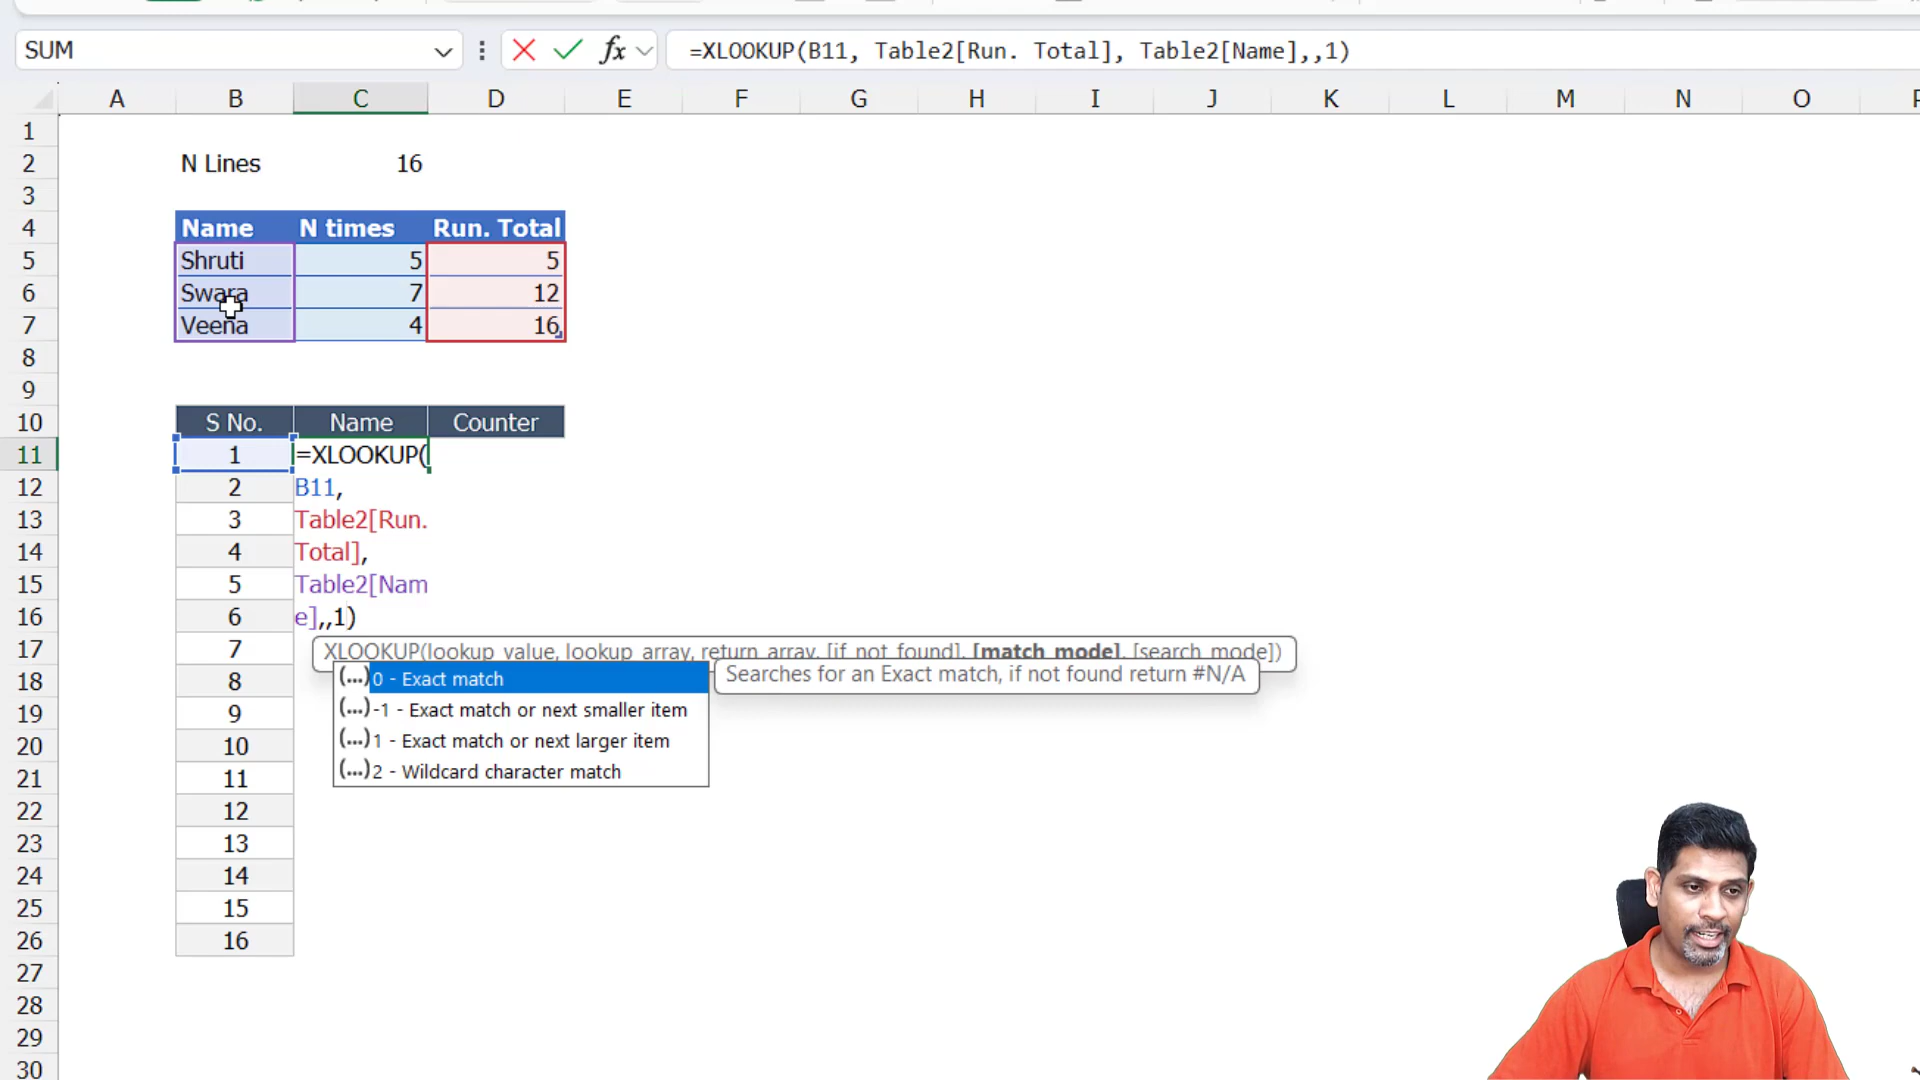 SUM
fx
=XLOOKUP(B11, Table2[Run. Total], Table2[Name],,1)
A B C D E F G H I J K L M N O
1
2 N Lines 16
3
4 Name N times Run. Total
5 Shruti 5 5
6 Swara 7 12
7 Veena 4 16
8
9
10 S No. Name Counter
11 1 =XLOOKUP(
12 2 B11,
13 3 Table2[Run.
14 4 Total],
15 5 Table2[Nam
16 6 e],,1)
17 7 XLOOKUP(lookup_value, lookup_array, return_array, [if_not_found], [match_mode], [search_mode])
18 8 (...) 0 - Exact match Searches for an Exact match, if not found return #N/A
19 9 (...) -1 - Exact match or next smaller item
20 10 (...) 1 - Exact match or next larger item
21 11 (...) 2 - Wildcard character match
22 12
23 13
24 14
25 15
26 16
27
28
29
30